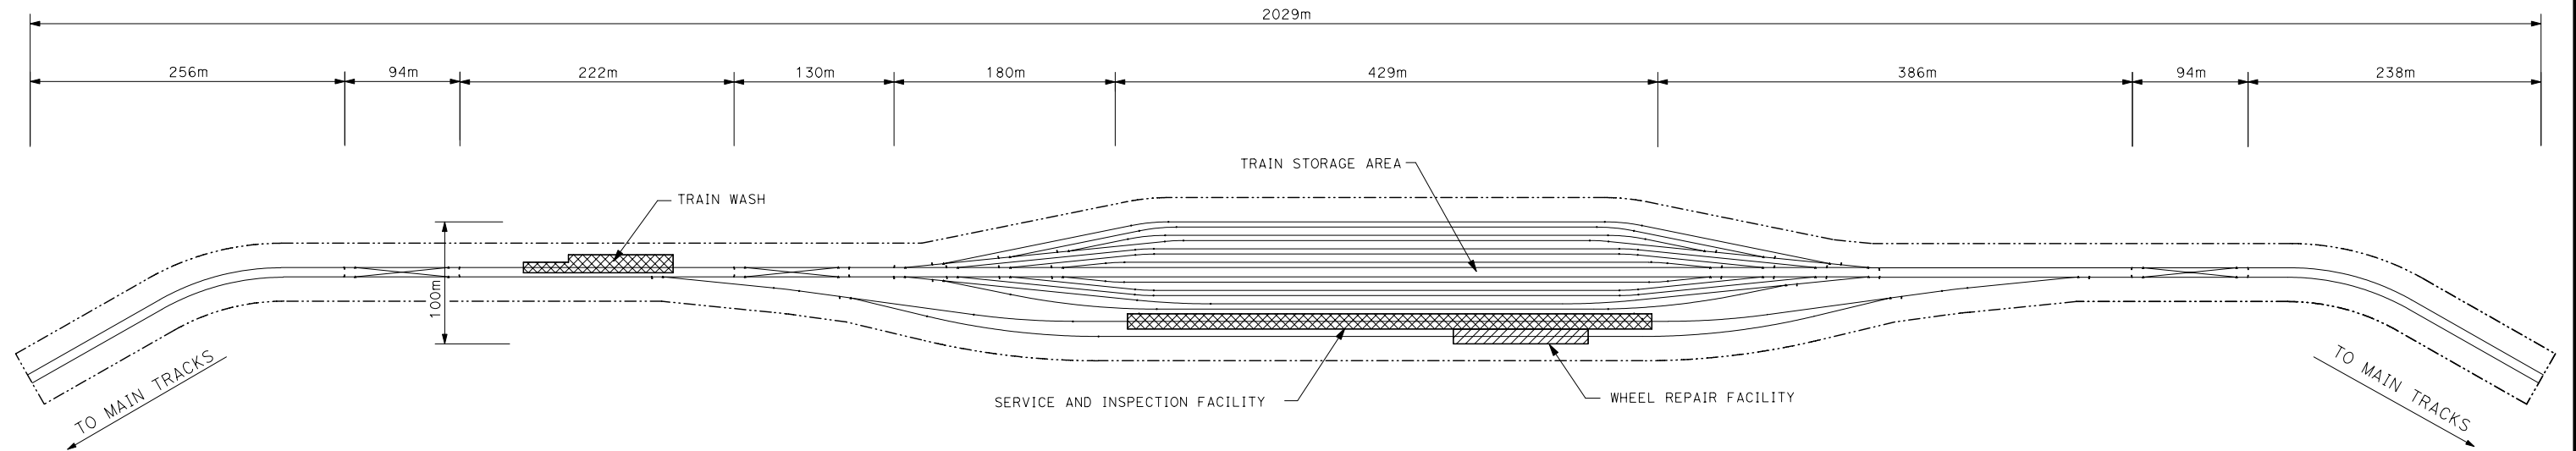 2029m
256m
94m
222m
130m
180m
429m
386m
94m
238m
TRAIN STORAGE AREA
TRAIN WASH
100m
TO MAIN TRACKS
SERVICE AND INSPECTION FACILITY
WHEEL REPAIR FACILITY
TO MAIN TRACKS